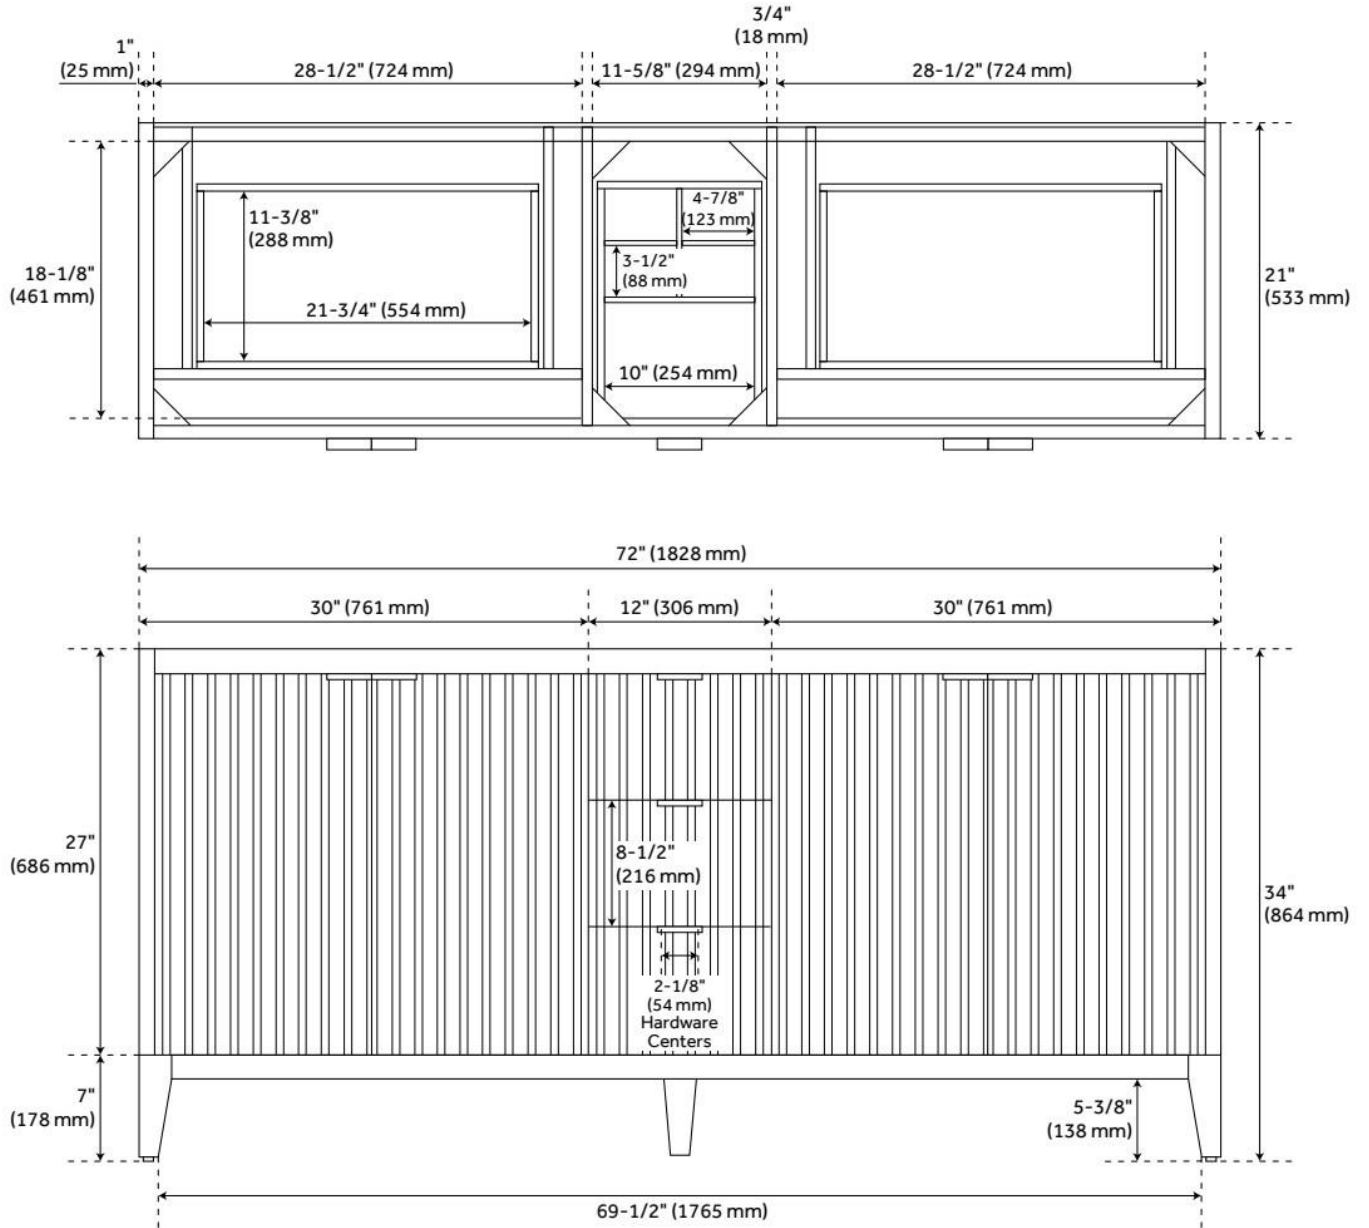 3/4"
(18 mm)
1"
(25 mm)
28-1/2" (724 mm)
11-5/8" (294 mm)
28-1/2" (724 mm)
4-7/8"
(123 mm)
11-3/8"
(288 mm)
3-1/2"
(88 mm)
18-1/8"
(461 mm)
21"
(533 mm)
21-3/4" (554 mm)
10" (254 mm)
72" (1828 mm)
30" (761 mm)
12" (306 mm)
30" (761 mm)
27"
(686 mm)
8-1/2"
(216 mm)
34"
(864 mm)
2-1/8"
(54 mm)
Hardware
Centers
7"
(178 mm)
5-3/8"
(138 mm)
69-1/2" (1765 mm)